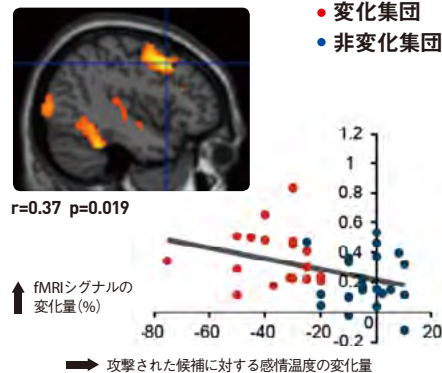 ● 変化集団
● 非変化集団
r=0.37 p=0.019
1.2
1
0.8
0.6
0.4
0.2
-0.2
fMRIシグナルの
変化量(%)
-80 -60 -40 -20 0 20
攻撃された候補に対する感情温度の変化量